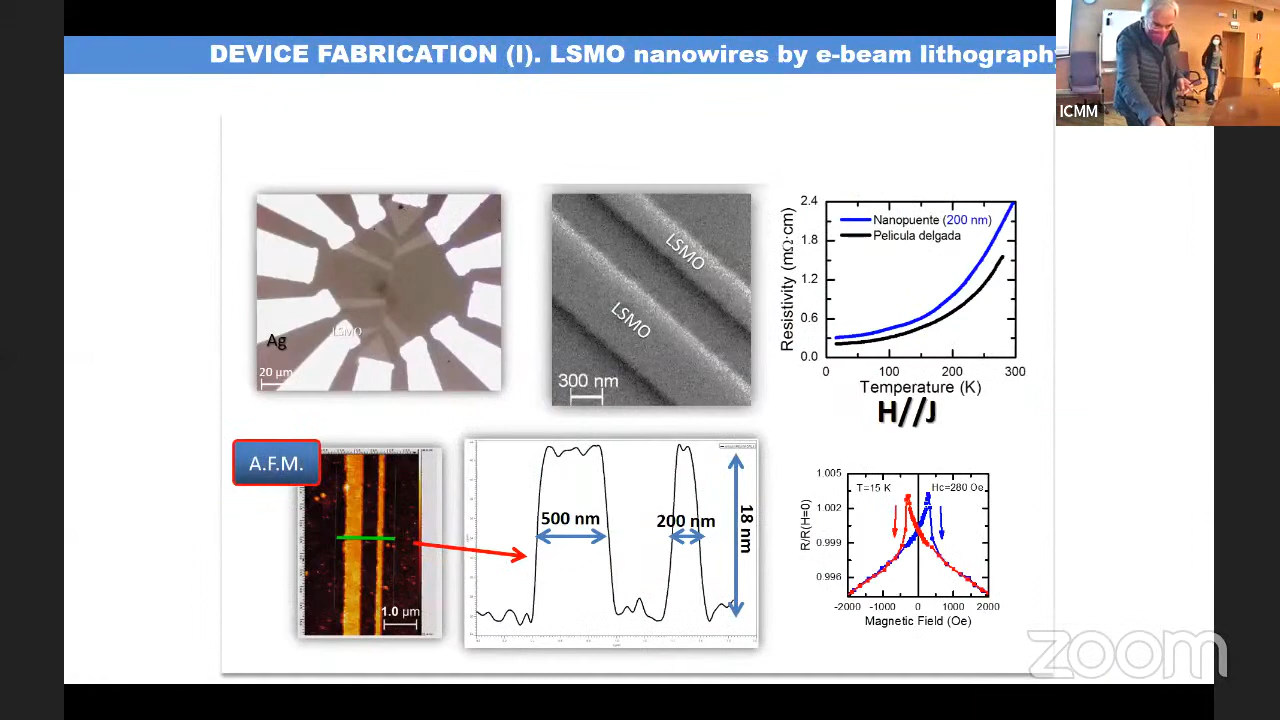 DEVICE FABRICATION (I). LSMO nanowires by e-beam lithography
ICMM
LSMO
Ag
20 µm
LSMO
LSMO
300 nm
2.4
1.8
1.2
0.6
0.0
Resistivity (mΩ·cm)
Nanopuente (200 nm)
Pelicula delgada
0 100 200 300
Temperature (K)
H//J
A.F.M.
1.0 µm
500 nm
200 nm
18 nm
1.005
1.002
0.999
0.996
R/R(H=0)
T=15 K
Hc=280 Oe
-2000 -1000 0 1000 2000
Magnetic Field (Oe)
zoom